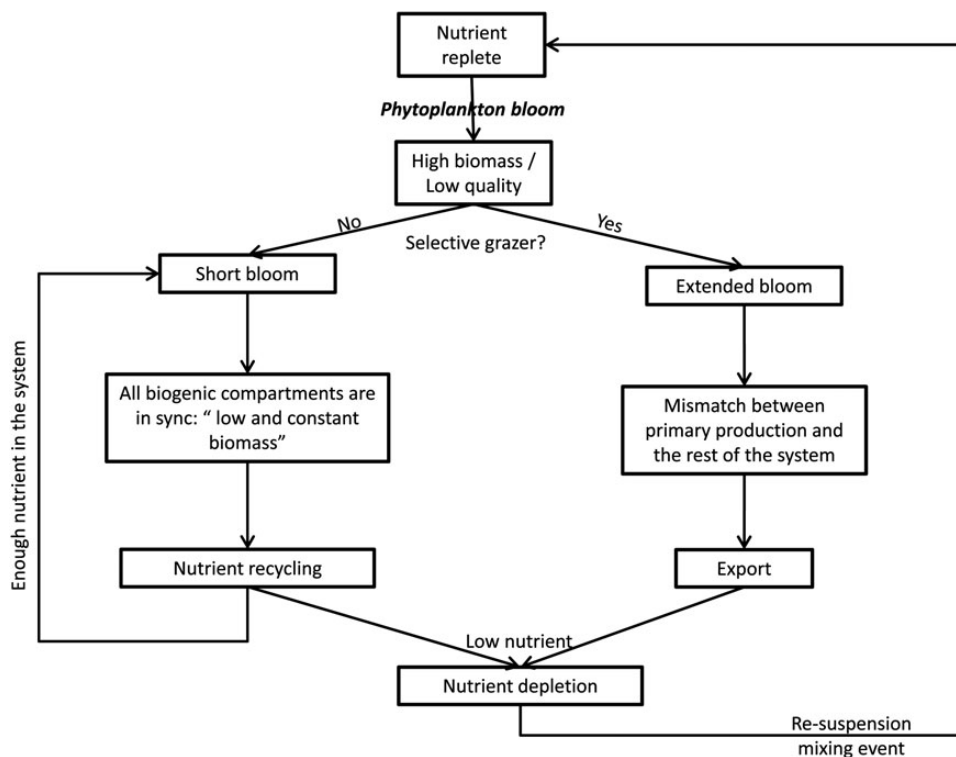 Nutrient
replete
Phytoplankton bloom
High biomass /
Low quality
No
Selective grazer?
Yes
Short bloom
Extended bloom
Enough nutrient in the system
All biogenic compartments are
in sync: “ low and constant
biomass”
Mismatch between
primary production and
the rest of the system
Nutrient recycling
Export
Low nutrient
Nutrient depletion
Re-suspension
mixing event